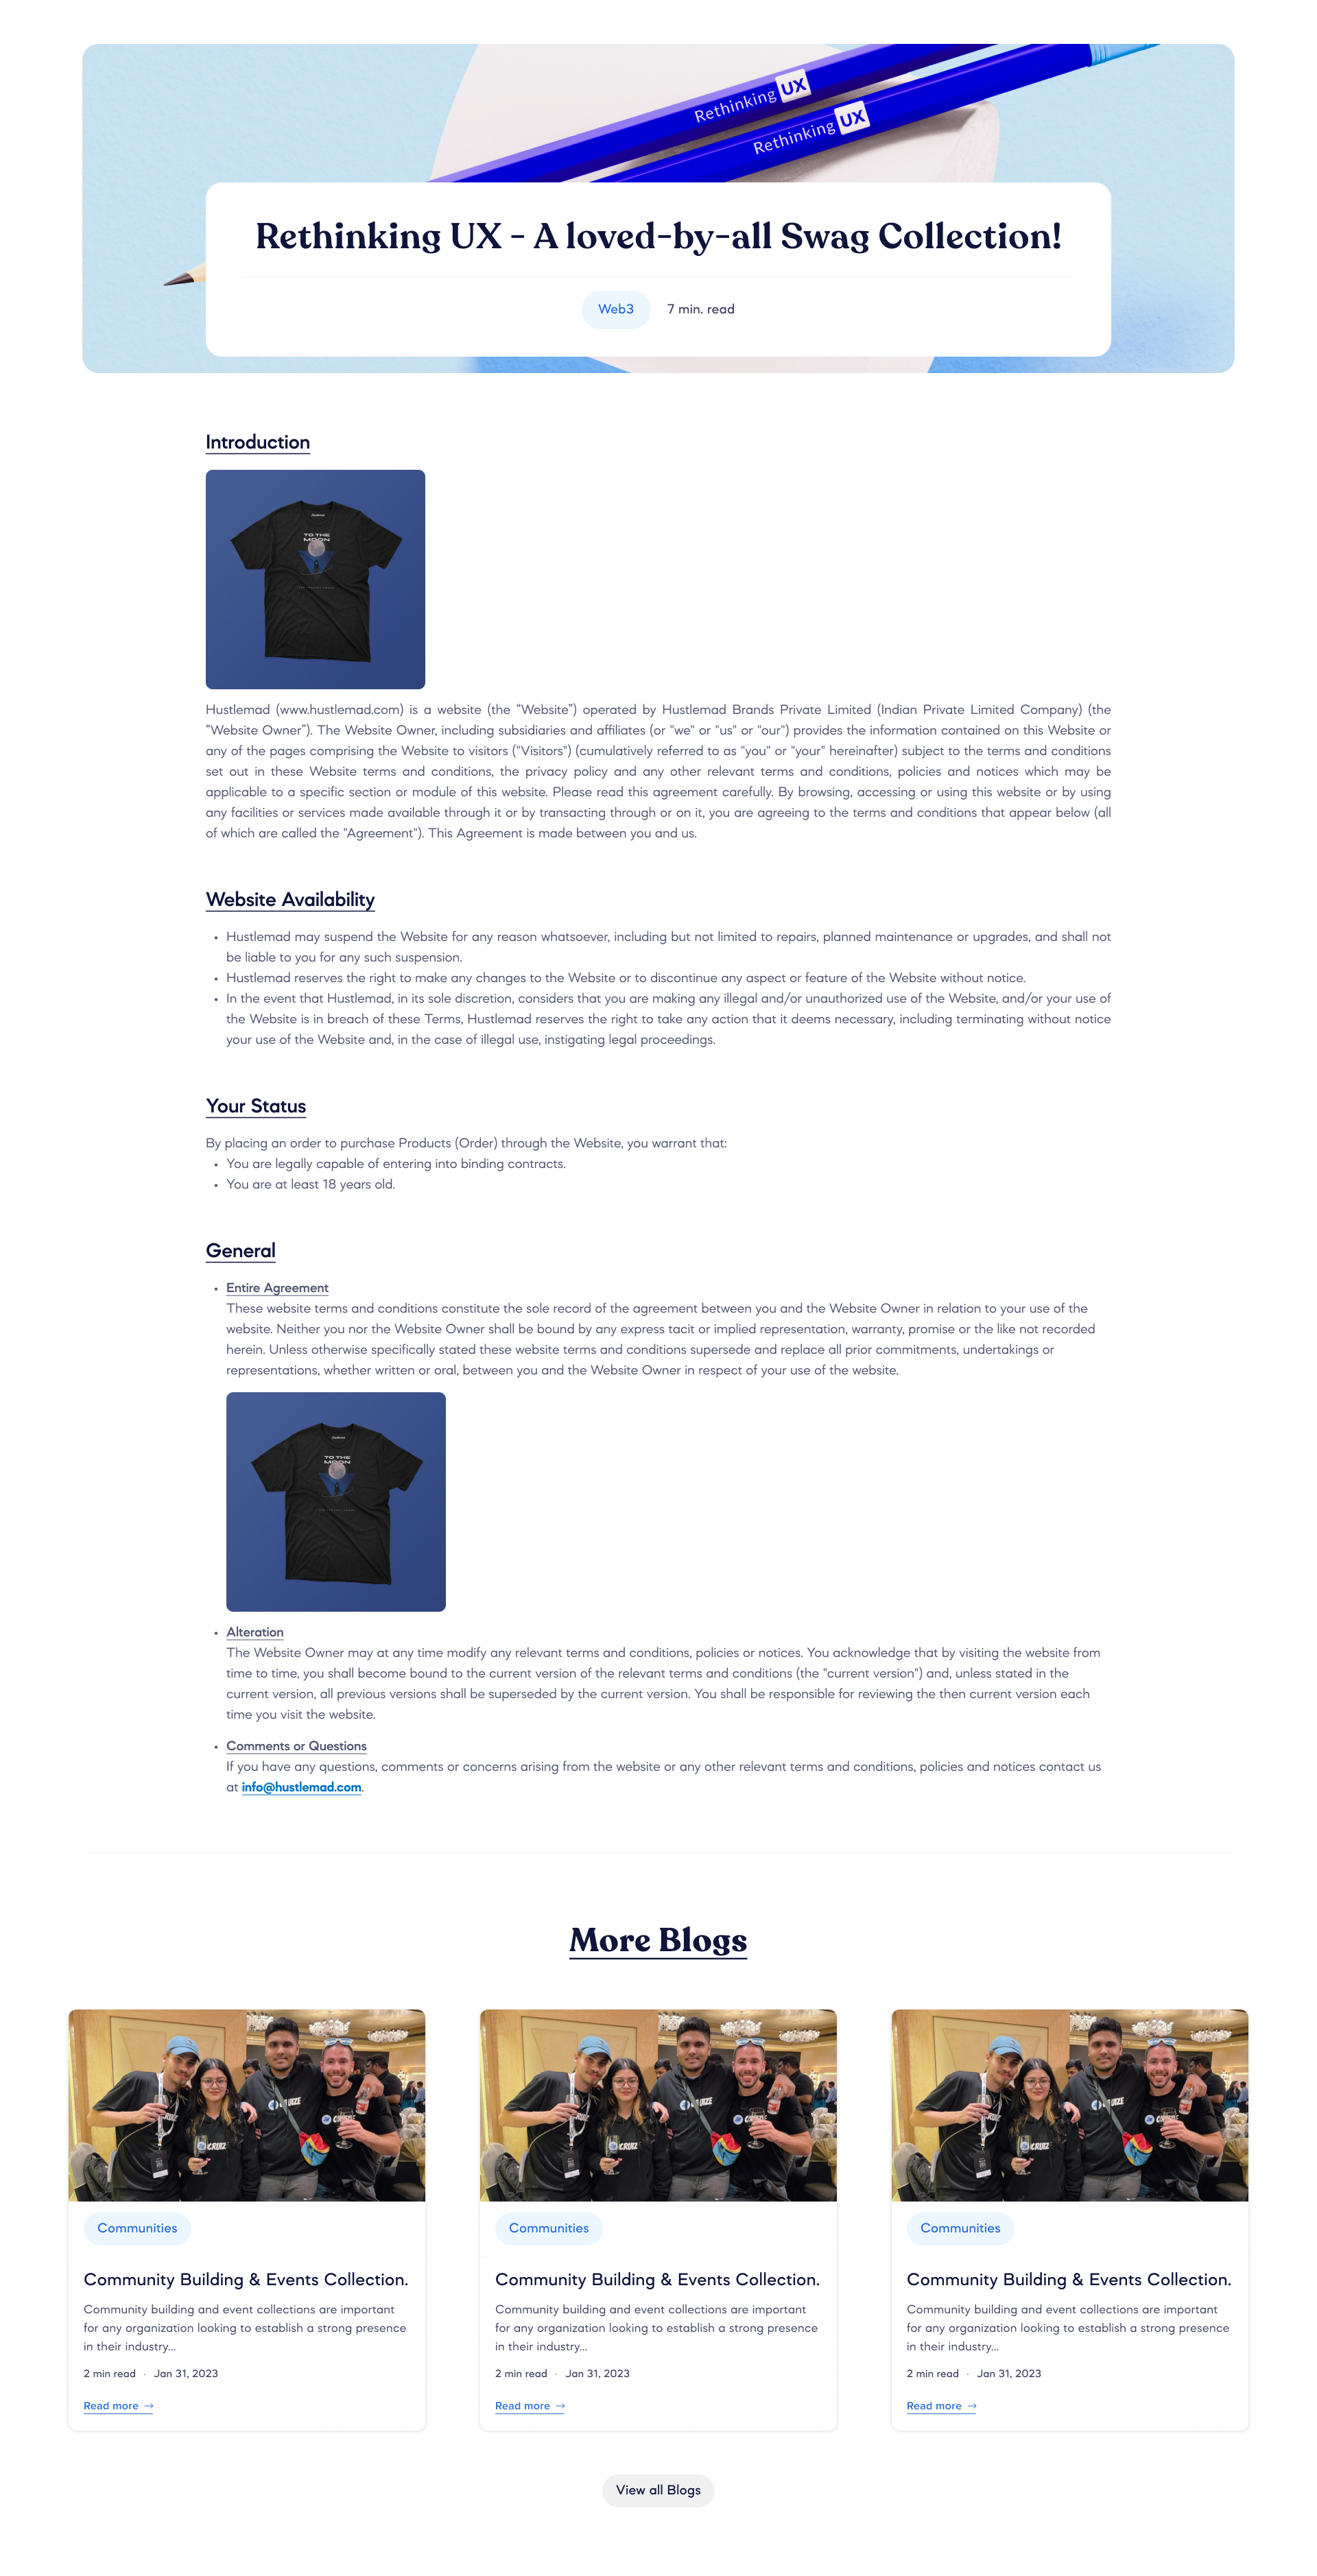 Rethinking UX
Rethinking UX
Rethinking UX - A loved-by-all Swag Collection!
Web3 7 min. read
Introduction
Hustlemad
TO THE
MOON
Hustlemad (www.hustlemad.com) is a website (the “Website”) operated by Hustlemad Brands Private Limited (Indian Private Limited Company) (the
“Website Owner”). The Website Owner, including subsidiaries and affiliates (or "we" or "us" or "our") provides the information contained on this Website or
any of the pages comprising the Website to visitors ("Visitors") (cumulatively referred to as "you" or "your" hereinafter) subject to the terms and conditions
set out in these Website terms and conditions, the privacy policy and any other relevant terms and conditions, policies and notices which may be
applicable to a specific section or module of this website. Please read this agreement carefully. By browsing, accessing or using this website or by using
any facilities or services made available through it or by transacting through or on it, you are agreeing to the terms and conditions that appear below (all
of which are called the "Agreement"). This Agreement is made between you and us.
Website Availability
• Hustlemad may suspend the Website for any reason whatsoever, including but not limited to repairs, planned maintenance or upgrades, and shall not
be liable to you for any such suspension.
• Hustlemad reserves the right to make any changes to the Website or to discontinue any aspect or feature of the Website without notice.
• In the event that Hustlemad, in its sole discretion, considers that you are making any illegal and/or unauthorized use of the Website, and/or your use of
the Website is in breach of these Terms, Hustlemad reserves the right to take any action that it deems necessary, including terminating without notice
your use of the Website and, in the case of illegal use, instigating legal proceedings.
Your Status
By placing an order to purchase Products (Order) through the Website, you warrant that:
• You are legally capable of entering into binding contracts.
• You are at least 18 years old.
General
• Entire Agreement
These website terms and conditions constitute the sole record of the agreement between you and the Website Owner in relation to your use of the
website. Neither you nor the Website Owner shall be bound by any express tacit or implied representation, warranty, promise or the like not recorded
herein. Unless otherwise specifically stated these website terms and conditions supersede and replace all prior commitments, undertakings or
representations, whether written or oral, between you and the Website Owner in respect of your use of the website.
Hustlemad
TO THE
MOON
• Alteration
The Website Owner may at any time modify any relevant terms and conditions, policies or notices. You acknowledge that by visiting the website from
time to time, you shall become bound to the current version of the relevant terms and conditions (the "current version") and, unless stated in the
current version, all previous versions shall be superseded by the current version. You shall be responsible for reviewing the then current version each
time you visit the website.
• Comments or Questions
If you have any questions, comments or concerns arising from the website or any other relevant terms and conditions, policies and notices contact us
at info@hustlemad.com.
More Blogs
Communities
Community Building & Events Collection.
Community building and event collections are important
for any organization looking to establish a strong presence
in their industry...
2 min read · Jan 31, 2023
Read more →
Communities
Community Building & Events Collection.
Community building and event collections are important
for any organization looking to establish a strong presence
in their industry...
2 min read · Jan 31, 2023
Read more →
Communities
Community Building & Events Collection.
Community building and event collections are important
for any organization looking to establish a strong presence
in their industry...
2 min read · Jan 31, 2023
Read more →
View all Blogs